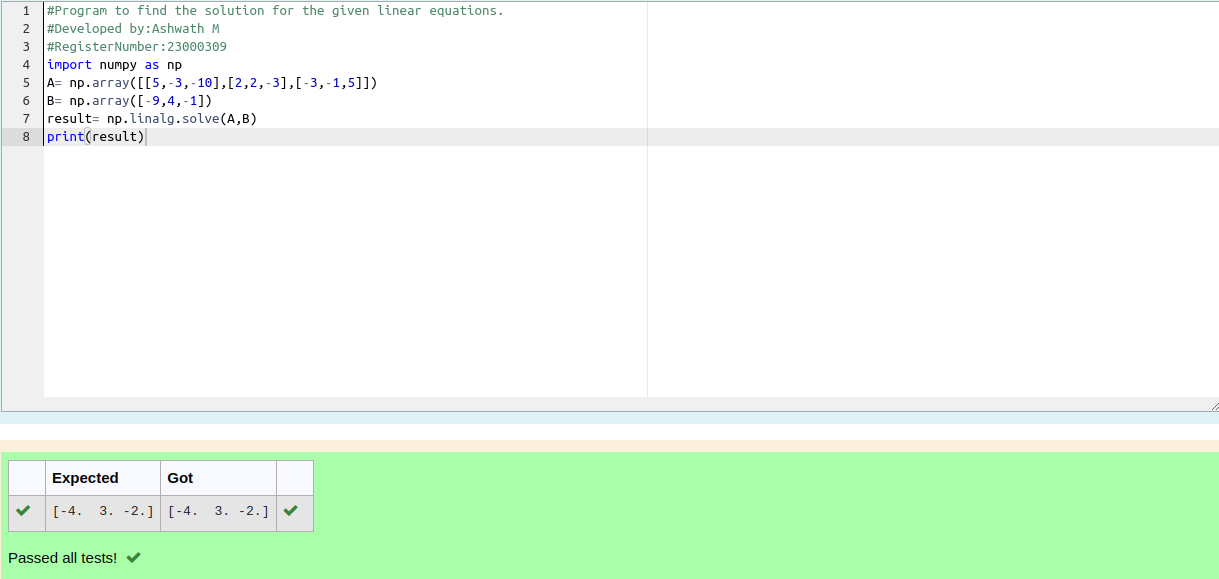 1 #Program to find the solution for the given linear equations.
2 #Developed by:Ashwath M
3 #RegisterNumber:23000309
4 import numpy as np
5 A= np.array([[5,-3,-10],[2,2,-3],[-3,-1,5]])
6 B= np.array([-9,4,-1])
7 result= np.linalg.solve(A,B)
8 print(result)
Expected Got
[-4.  3. -2.] [-4.  3. -2.]
Passed all tests!